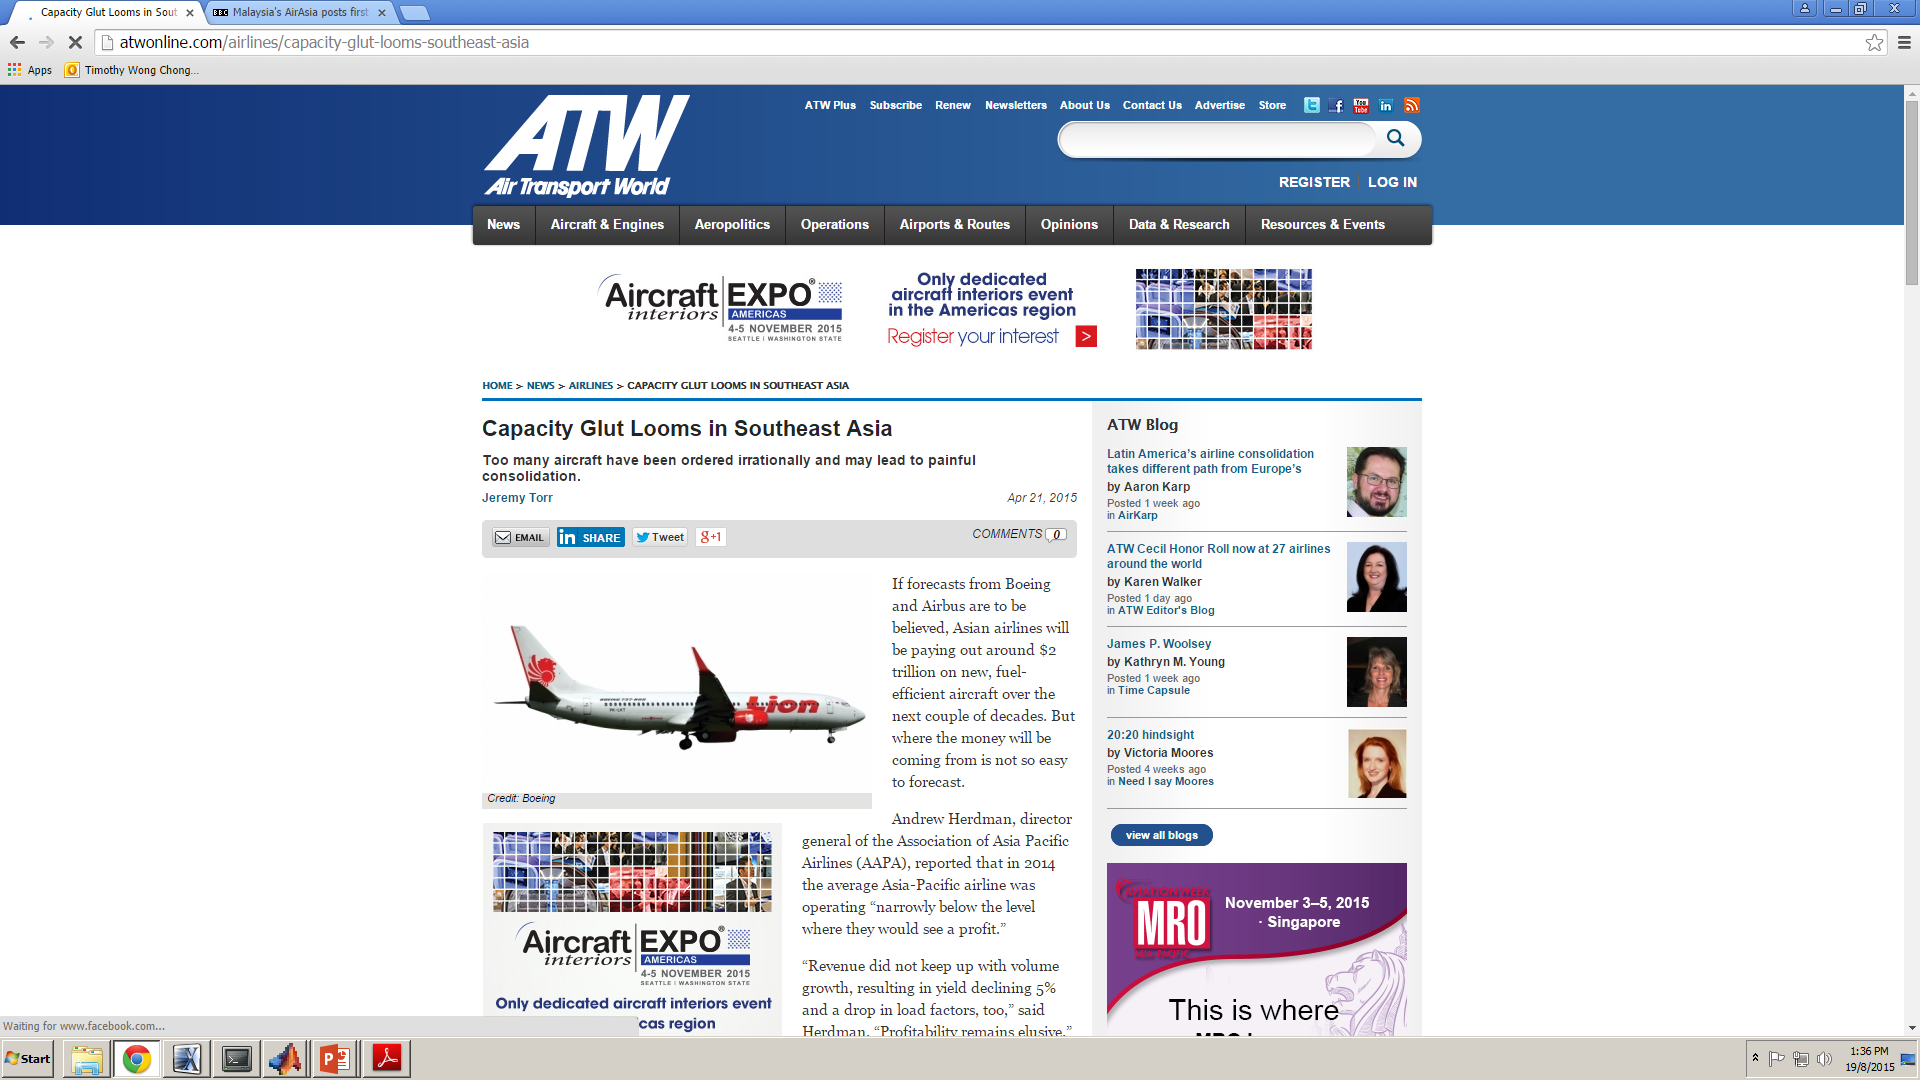 Capacity Glut Looms in Sout
BBC Malaysia's AirAsia posts first
atwonline.com/airlines/capacity-glut-looms-southeast-asia
Apps Timothy Wong Chong...
ATW
Air Transport World
ATW Plus Subscribe Renew Newsletters About Us Contact Us Advertise Store
REGISTER LOG IN
News Aircraft & Engines Aeropolitics Operations Airports & Routes Opinions Data & Research Resources & Events
Aircraft interiors EXPO
AMERICAS
4-5 NOVEMBER 2015
SEATTLE | WASHINGTON STATE
Only dedicated
aircraft interiors event
in the Americas region
Register your interest >
HOME > NEWS > AIRLINES > CAPACITY GLUT LOOMS IN SOUTHEAST ASIA
Capacity Glut Looms in Southeast Asia
Too many aircraft have been ordered irrationally and may lead to painful
consolidation.
Jeremy Torr Apr 21, 2015
EMAIL in SHARE Tweet g+1 COMMENTS 0
Lion
Credit: Boeing
If forecasts from Boeing
and Airbus are to be
believed, Asian airlines will
be paying out around $2
trillion on new, fuel-
efficient aircraft over the
next couple of decades. But
where the money will be
coming from is not so easy
to forecast.
Andrew Herdman, director
general of the Association of Asia Pacific
Airlines (AAPA), reported that in 2014
the average Asia-Pacific airline was
operating “narrowly below the level
where they would see a profit.”
“Revenue did not keep up with volume
growth, resulting in yield declining 5%
and a drop in load factors, too,” said
Herdman. “Profitability remains elusive.”
Aircraft interiors EXPO
AMERICAS
4-5 NOVEMBER 2015
SEATTLE | WASHINGTON STATE
Only dedicated aircraft interiors event
cas region
ATW Blog
Latin America’s airline consolidation
takes different path from Europe’s
by Aaron Karp
Posted 1 week ago
in AirKarp
ATW Cecil Honor Roll now at 27 airlines
around the world
by Karen Walker
Posted 1 day ago
in ATW Editor's Blog
James P. Woolsey
by Kathryn M. Young
Posted 1 week ago
in Time Capsule
20:20 hindsight
by Victoria Moores
Posted 4 weeks ago
in Need I say Moores
view all blogs
AVIATION WEEK
MRO
ASIA-PACIFIC
November 3–5, 2015
· Singapore
This is where
Waiting for www.facebook.com...
Start
1:36 PM
19/8/2015